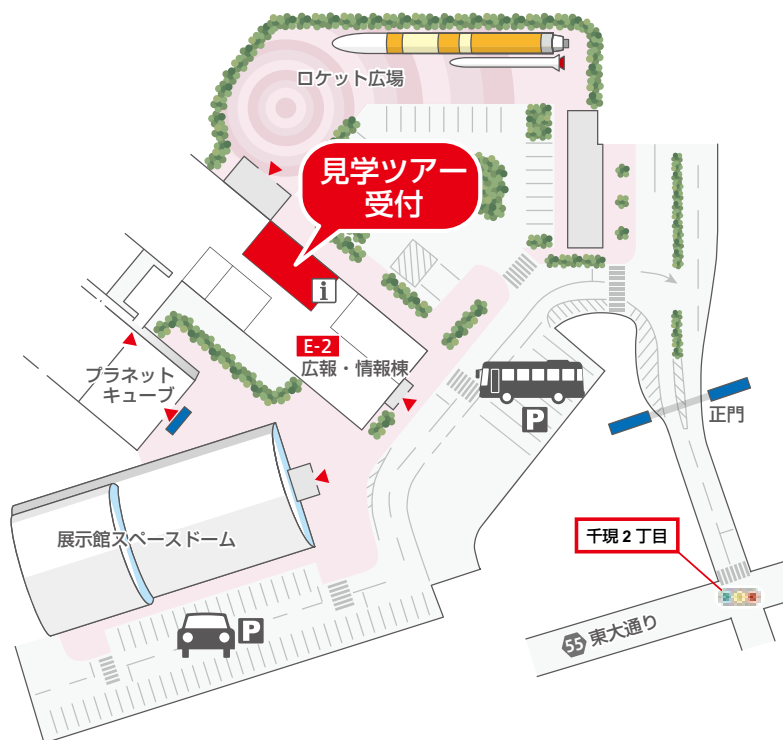 ロケット広場
見学ツアー
受付
i
E-2
広報・情報棟
プラネット
キューブ
P
正門
展示館スペースドーム
千現2丁目
P
55 東大通り